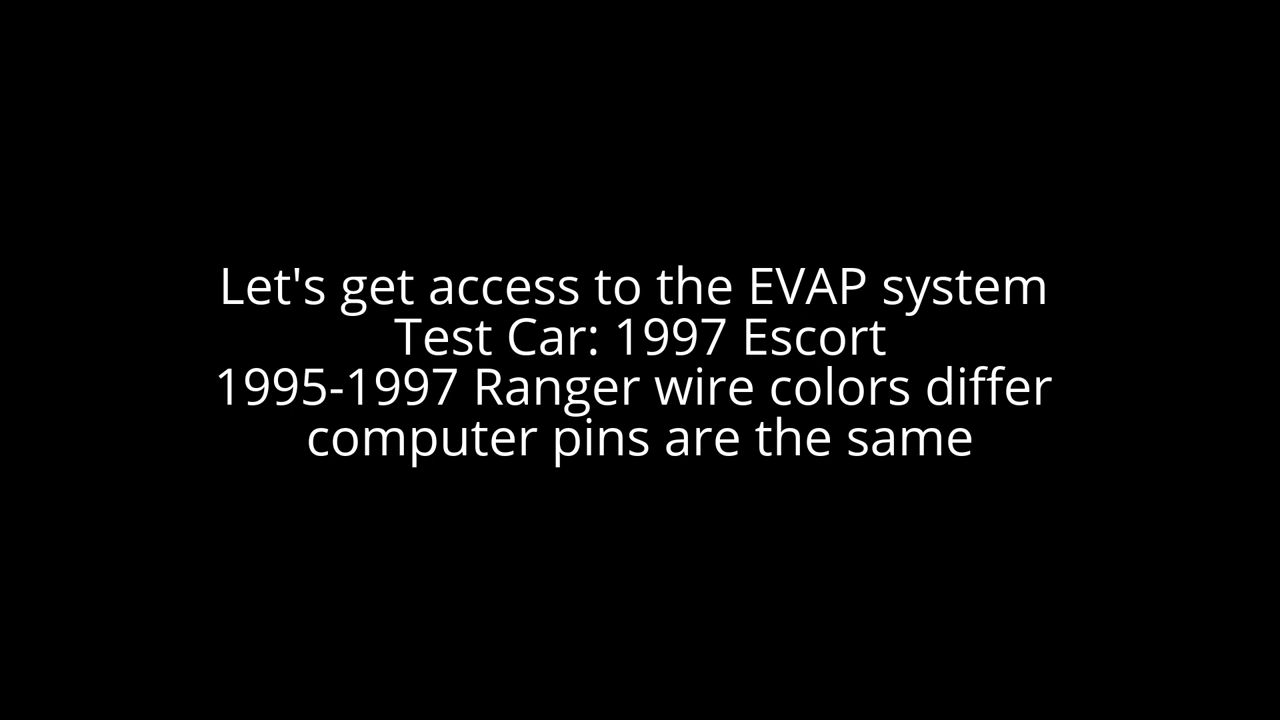 Let's get access to the EVAP system
Test Car: 1997 Escort
1995-1997 Ranger wire colors differ
computer pins are the same